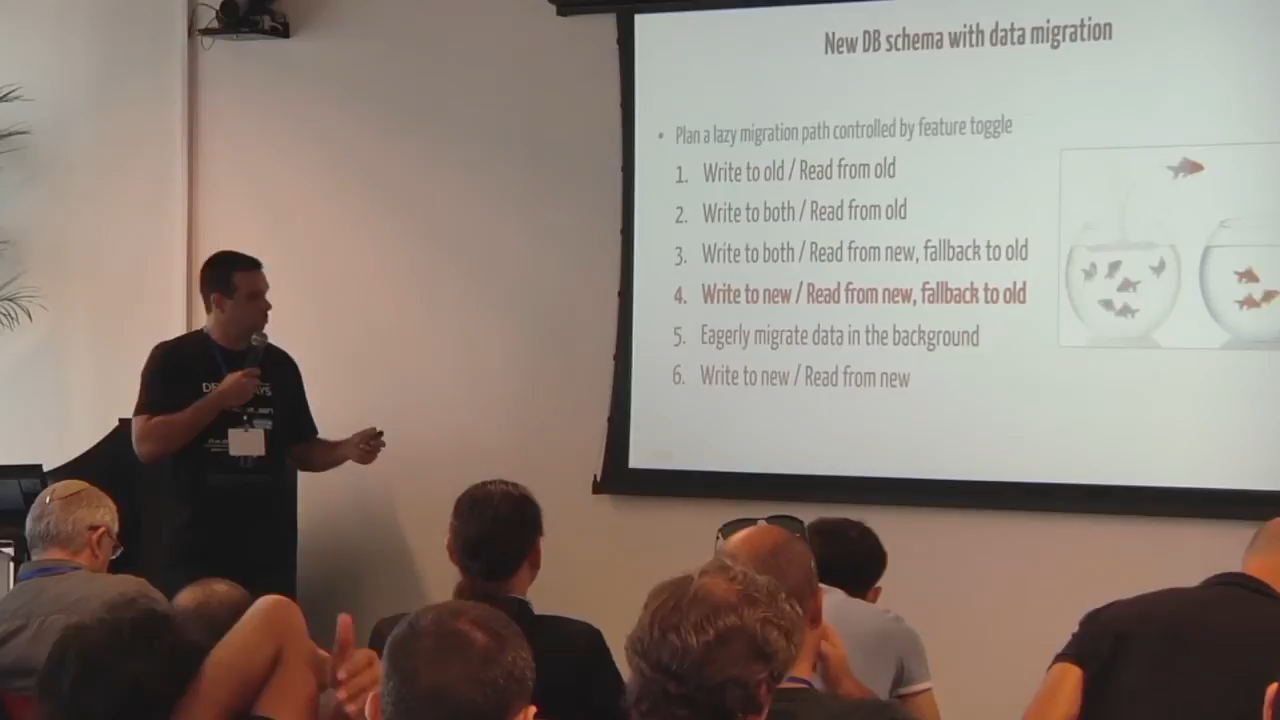 New DB schema with data migration
• Plan a lazy migration path controlled by feature toggle
1. Write to old / Read from old
2. Write to both / Read from old
3. Write to both / Read from new, fallback to old
4. Write to new / Read from new, fallback to old
5. Eagerly migrate data in the background
6. Write to new / Read from new